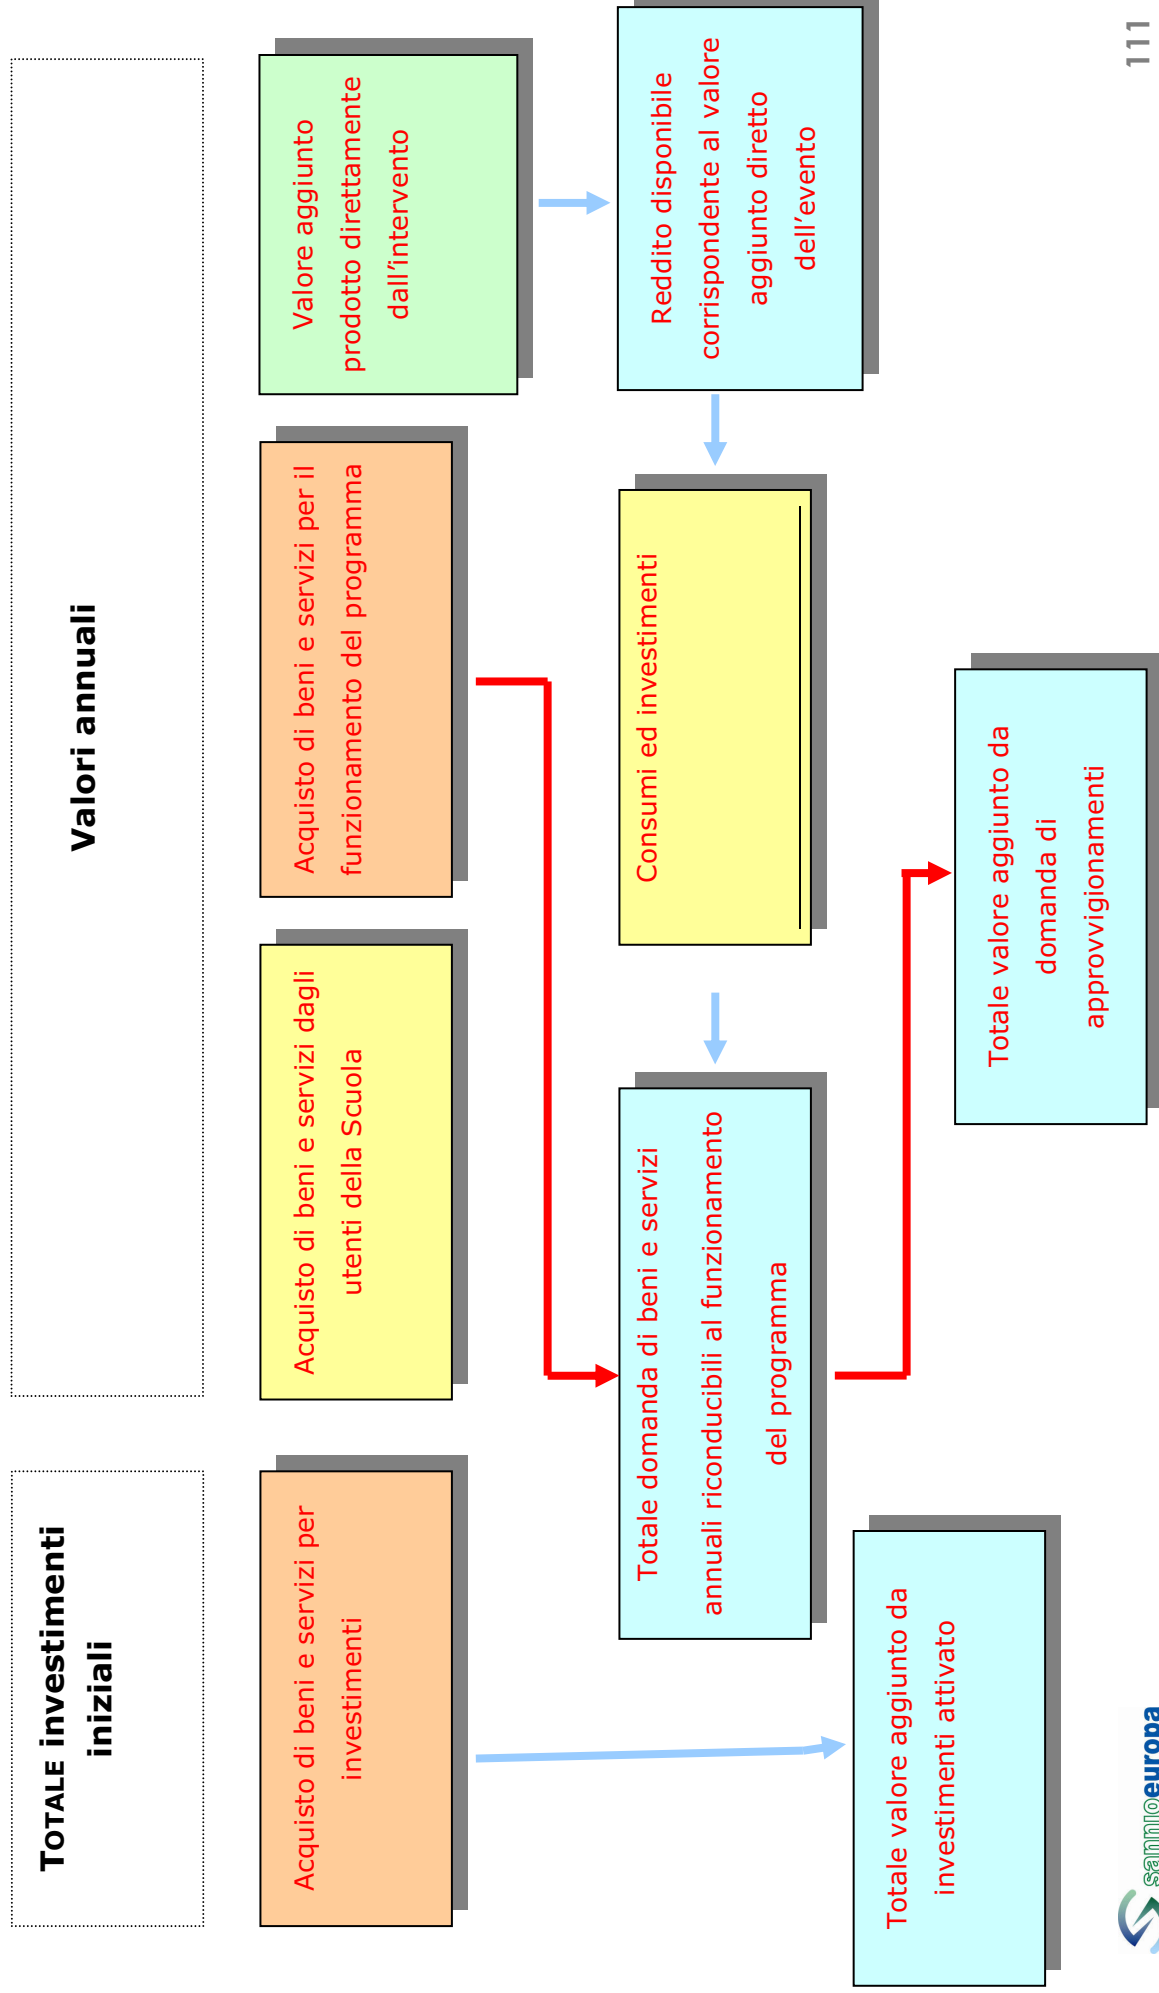 TOTALE investimenti
iniziali
Valori annuali
Acquisto di beni e servizi per
investimenti
Acquisto di beni e servizi dagli
utenti della Scuola
Acquisto di beni e servizi per il
funzionamento del programma
Valore aggiunto
prodotto direttamente
dall’intervento
Totale domanda di beni e servizi
annuali riconducibili al funzionamento
del programma
Consumi ed investimenti
Reddito disponibile
corrispondente al valore
aggiunto diretto
dell’evento
Totale valore aggiunto da
investimenti attivato
Totale valore aggiunto da
domanda di
approvvigionamenti
sannioeuropa
111